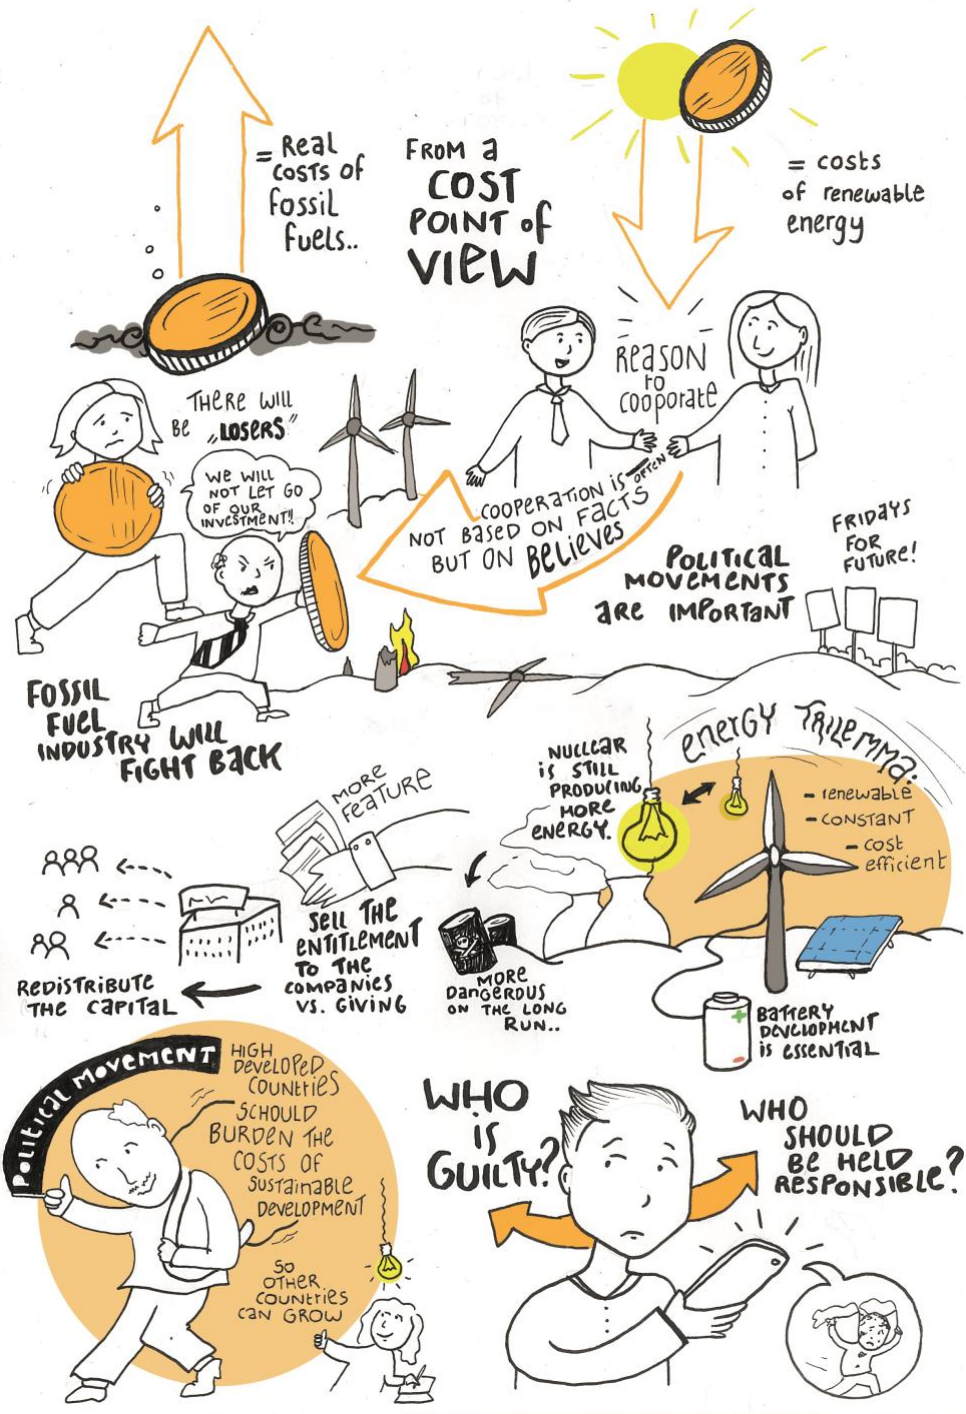 = Real
costs of
fossil
fuels..
FROM a
COST
POINT of
VIEW
= costs
of renewable
energy
REASON
to
cooporate
THERE WILL
BE „LOSERS"
WE WILL
NOT LET GO
OF OUR
INVESTMENT!!
COOPERATION is often
NOT BASED ON FACTS
BUT ON BELIEVES
POLITICAL
MOVEMENTS
are IMPORTANT
FRIDAYS
FOR
FUTURE!
FOSSIL
FUEL
INDUSTRY WILL
FIGHT BACK
MORE
FEATURE
NUCLEAR
is STILL
PRODUCING
MORE
ENERGY.
ENERGY TRILEMMA:
- renewable
- CONSTANT
- cost
efficient
REDISTRIBUTE
THE CAPITAL
SELL THE
ENTITLEMENT
TO THE
COMPANIES
VS. GIVING
MORE
DANGEROUS
ON THE LONG
RUN..
BATTERY
DEVELOPMENT
is ESSENTIAL
POLITICAL MOVEMENT
HIGH
DEVELOPED
COUNTRIES
SCHOULD
BURDEN THE
COSTS OF
SUSTAINABLE
DEVELOPMENT
SO
OTHER
COUNTRIES
CAN GROW
WHO
IS
GUILTY?
WHO
SHOULD
BE HELD
RESPONSIBLE?